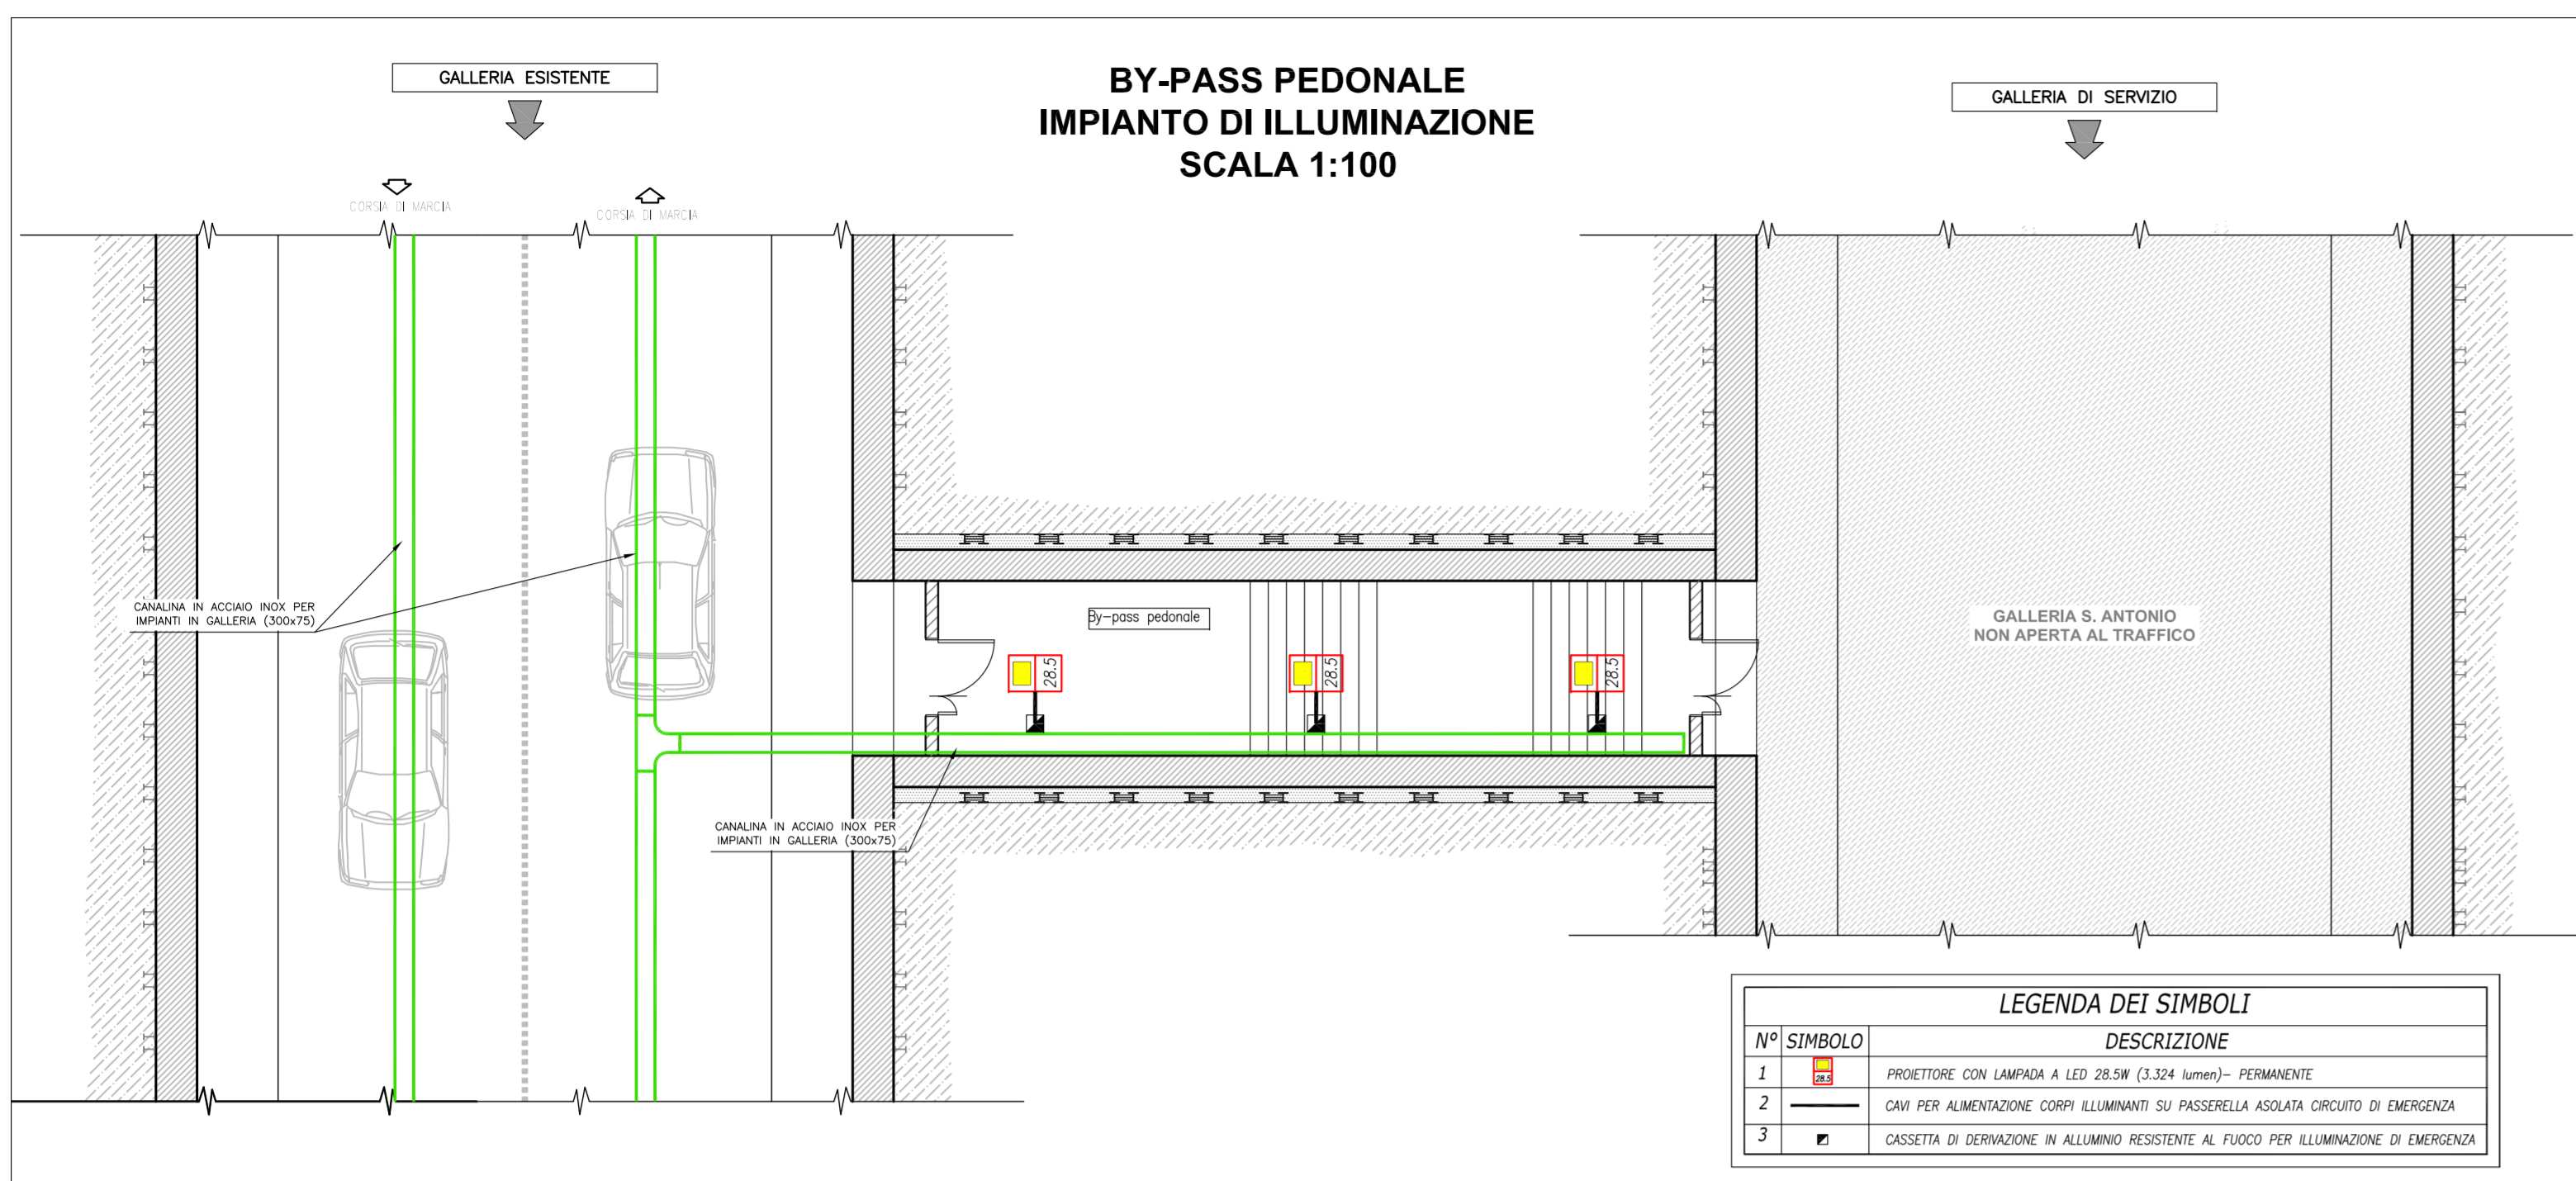 GALLERIA ESISTENTE
BY-PASS PEDONALE
IMPIANTO DI ILLUMINAZIONE
SCALA 1:100
GALLERIA DI SERVIZIO
CORSIA DI MARCIA
CORSIA DI MARCIA
CANALINA IN ACCIAIO INOX PER
IMPIANTI IN GALLERIA (300x75)
By-pass pedonale
GALLERIA S. ANTONIO
NON APERTA AL TRAFFICO
28.5
28.5
28.5
CANALINA IN ACCIAIO INOX PER
IMPIANTI IN GALLERIA (300x75)
LEGENDA DEI SIMBOLI
N° SIMBOLO DESCRIZIONE
1 28.5 PROIETTORE CON LAMPADA A LED 28.5W (3.324 lumen)- PERMANENTE
2 CAVI PER ALIMENTAZIONE CORPI ILLUMINANTI SU PASSERELLA ASOLATA CIRCUITO DI EMERGENZA
3 CASSETTA DI DERIVAZIONE IN ALLUMINIO RESISTENTE AL FUOCO PER ILLUMINAZIONE DI EMERGENZA